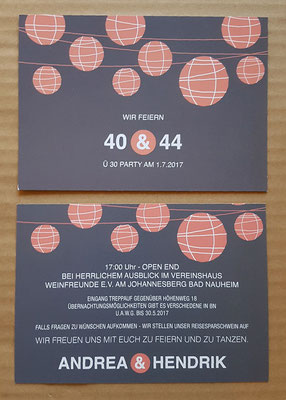 WIR FEIERN
40 & 44
Ü 30 PARTY AM 1.7.2017
17:00 Uhr - OPEN END
BEI HERRLICHEM AUSBLICK IM VEREINSHAUS
WEINFREUNDE E.V. AM JOHANNESBERG BAD NAUHEIM
EINGANG TREPPAUF GEGENÜBER HÖHENWEG 18
ÜBERNACHTUNGSMÖGLICHKEITEN GIBT ES VERSCHIEDENE IN BN
U.A.W.G. BIS 30.5.2017
FALLS FRAGEN ZU WÜNSCHEN AUFKOMMEN - WIR STELLEN UNSER REISESPARSCHWEIN AUF
WIR FREUEN UNS MIT EUCH ZU FEIERN UND ZU TANZEN.
ANDREA & HENDRIK